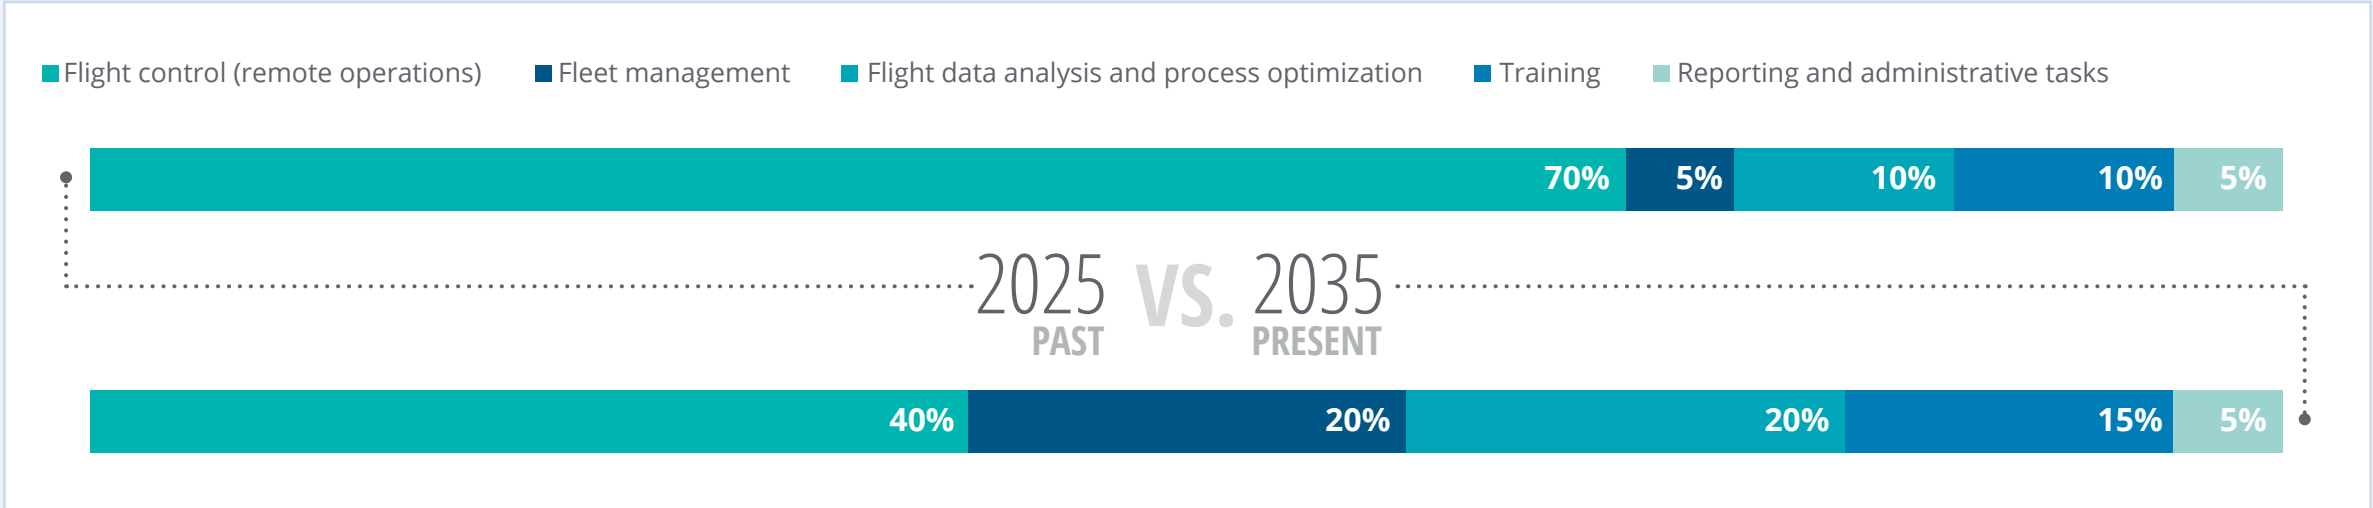 Flight control (remote operations) Fleet management Flight data analysis and process optimization Training Reporting and administrative tasks
70% 5% 10% 10% 5%
2025 VS. 2035
PAST PRESENT
40% 20% 20% 15% 5%